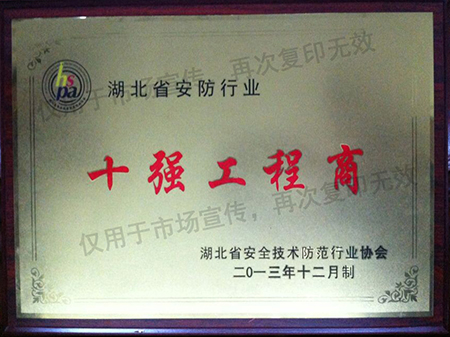 hs
pa
湖北省安防行业
十强工程商
湖北省安全技术防范行业协会
二0一三年十二月制
仅用于市场宣传，再次复印无效
仅用于市场宣传，再次复印无效